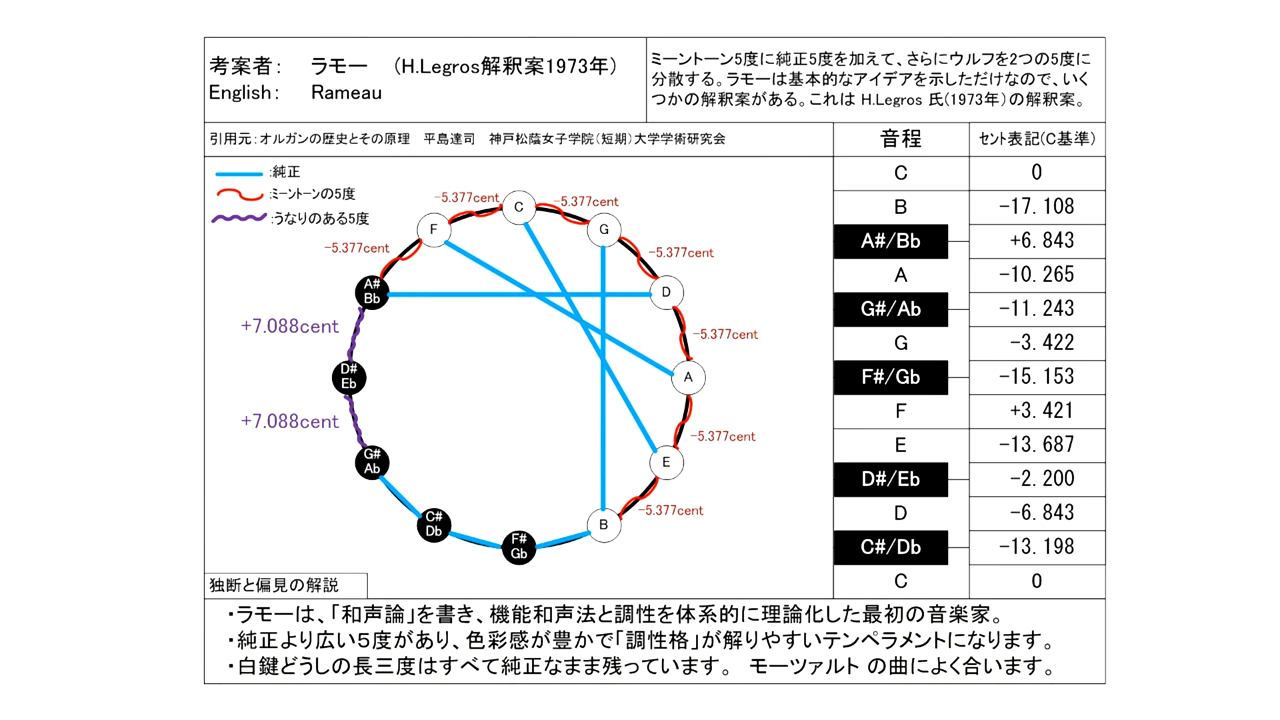 考案者： ラモー （H.Legros解釈案1973年）
English： Rameau
ミーントーン5度に純正5度を加えて、さらにウルフを2つの5度に
分散する。ラモーは基本的なアイデアを示しただけなので、いく
つかの解釈案がある。これは H.Legros 氏(1973年）の解釈案。
引用元：オルガンの歴史とその原理 平島達司 神戸松蔭女子学院（短期）大学学術研究会
音程 セント表記(C基準)
C 0
B -17.108
A#/Bb +6.843
A -10.265
G#/Ab -11.243
G -3.422
F#/Gb -15.153
F +3.421
E -13.687
D#/Eb -2.200
D -6.843
C#/Db -13.198
C 0
:純正
:ミーントーンの5度
:うなりのある5度
-5.377cent
-5.377cent
-5.377cent
-5.377cent
-5.377cent
-5.377cent
-5.377cent
-5.377cent
+7.088cent
+7.088cent
C
G
D
A
E
B
F#
Gb
C#
Db
G#
Ab
D#
Eb
A#
Bb
F
独断と偏見の解説
・ラモーは、「和声論」を書き、機能和声法と調性を体系的に理論化した最初の音楽家。
・純正より広い５度があり、色彩感が豊かで「調性格」が解りやすいテンペラメントになります。
・白鍵どうしの長三度はすべて純正なまま残っています。 モーツァルト の曲によく合います。